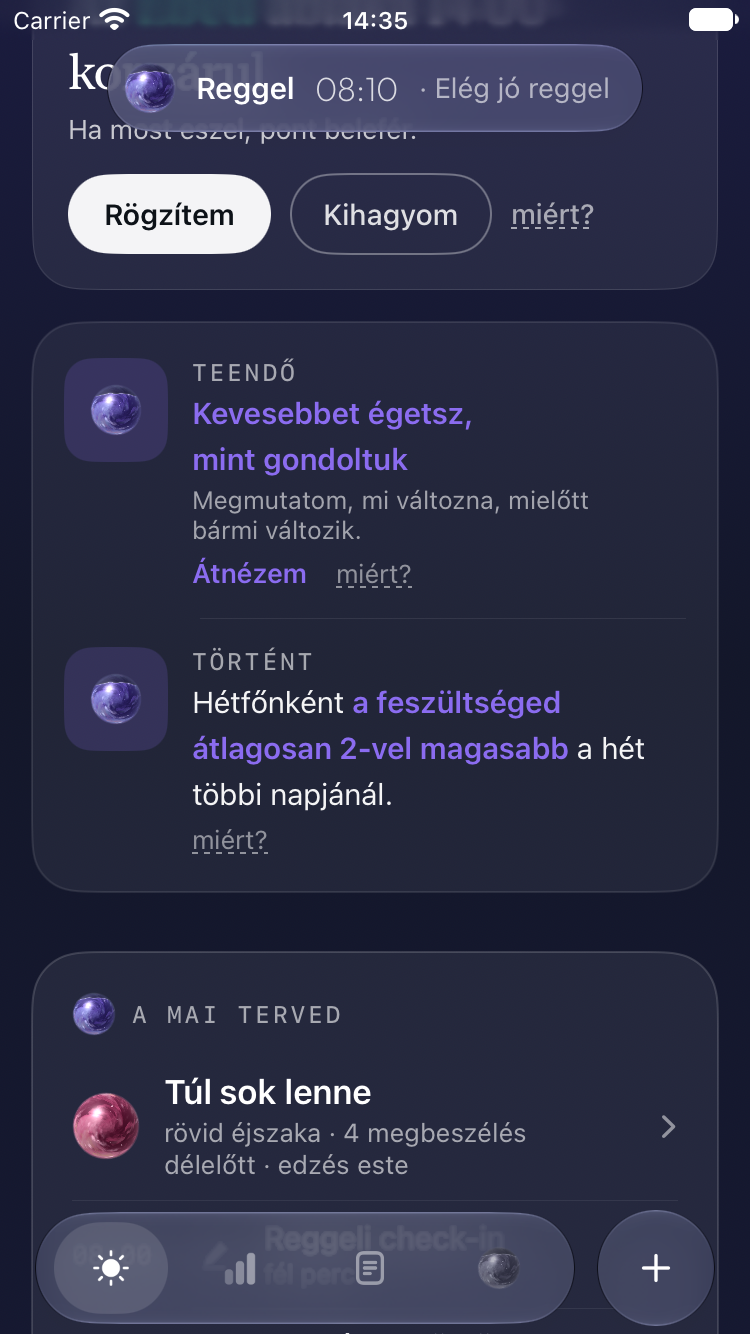 Carrier 14:35
Reggel 08:10 · Elég jó reggel
Ha most eszel, pont belefér.
Rögzítem Kihagyom miért?
TEENDŐ
Kevesebbet égetsz,
mint gondoltuk
Megmutatom, mi változna, mielőtt
bármi változik.
Átnézem miért?
TÖRTÉNT
Hétfőnként a feszültséged
átlagosan 2-vel magasabb a hét
többi napjánál.
miért?
A MAI TERVED
Túl sok lenne
rövid éjszaka · 4 megbeszélés
délelőtt · edzés este
Reggeli check-in
fél perc